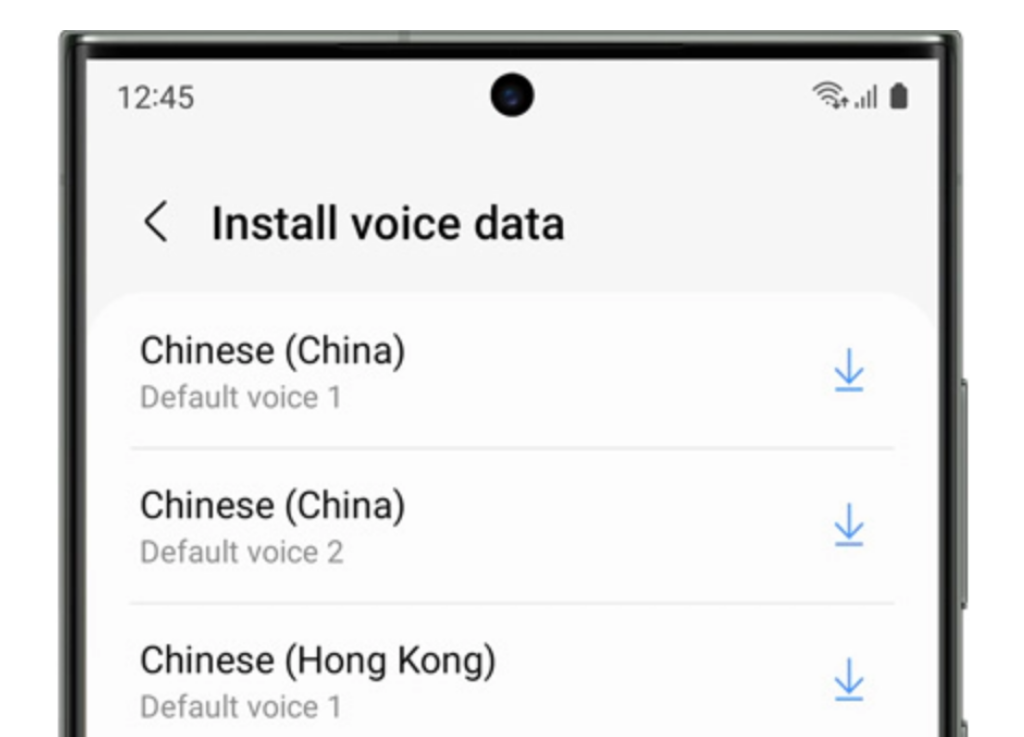 12:45
Install voice data
Chinese (China)
Default voice 1
Chinese (China)
Default voice 2
Chinese (Hong Kong)
Default voice 1